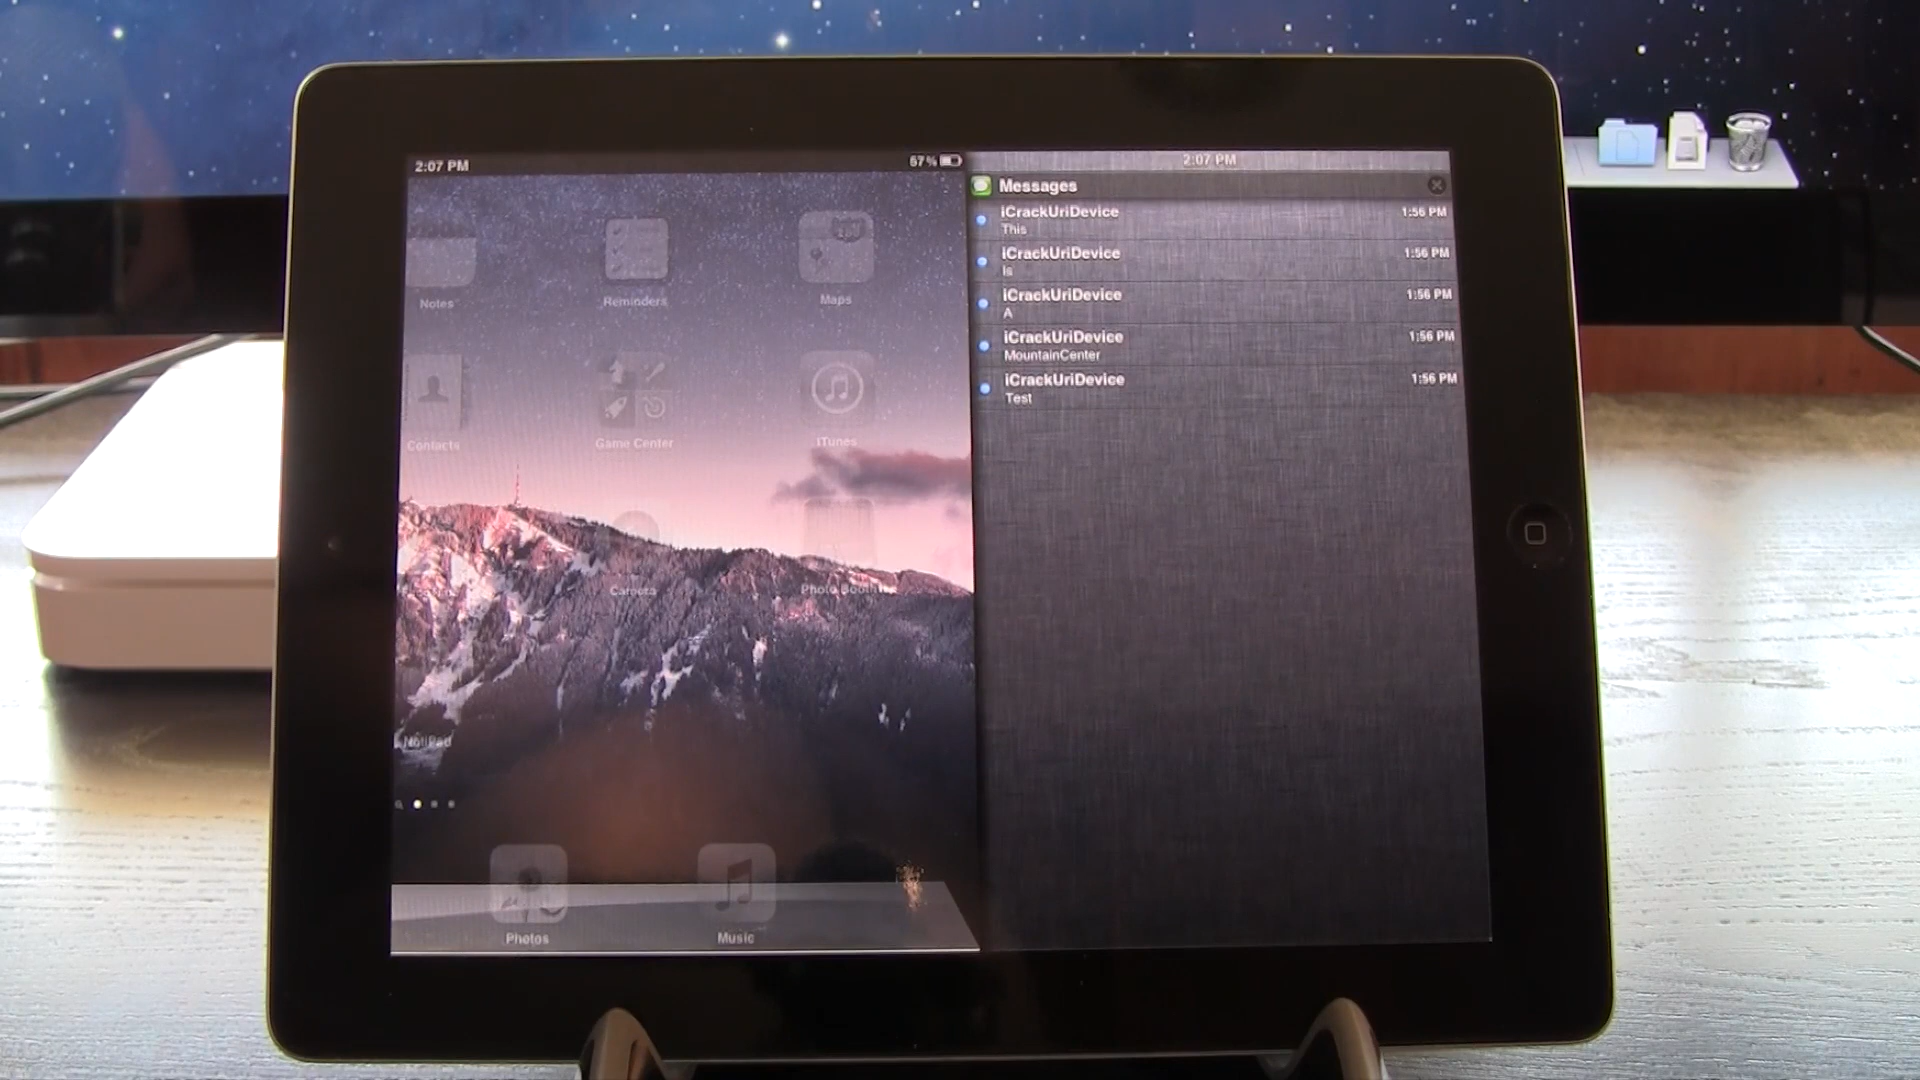 2:07 PM
57%
Notes
Reminders
Maps
Contacts
Game Center
iTunes
Camera
Photo Booth
NotiPad
Photos
Music
2:07 PM
Messages
iCrackUriDevice 1:56 PM
This
iCrackUriDevice 1:56 PM
Is
iCrackUriDevice 1:56 PM
A
iCrackUriDevice 1:56 PM
MountainCenter
iCrackUriDevice 1:56 PM
Test